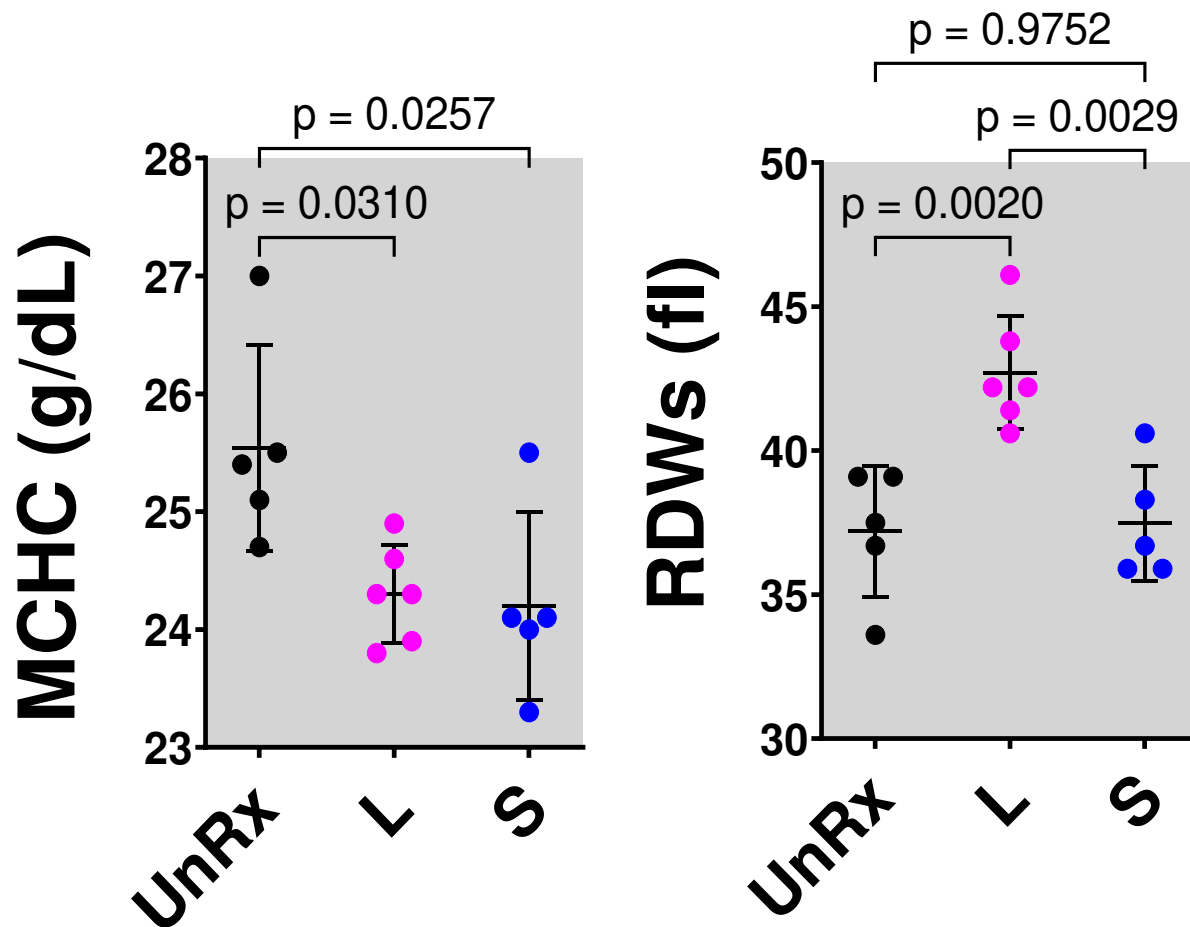 p = 0.0257
p = 0.0310
MCHC (g/dL)
28
27
26
25
24
23
UnRx
L
S
p = 0.9752
p = 0.0029
p = 0.0020
RDWs (fl)
50
45
40
35
30
UnRx
L
S